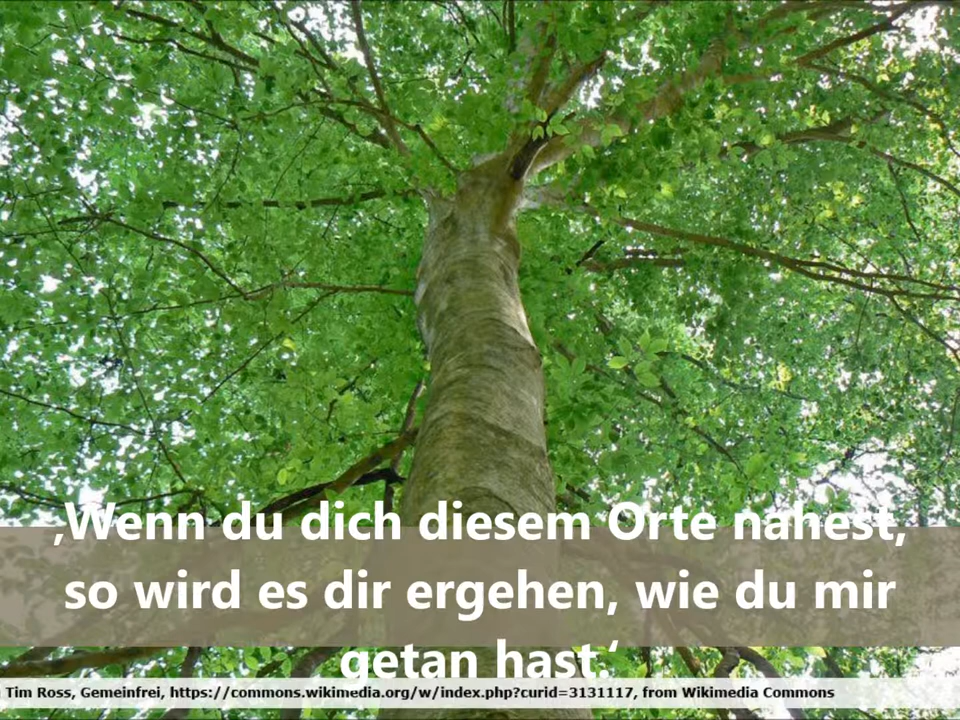 ‚Wenn du dich diesem Orte nahest,
so wird es dir ergehen, wie du mir
getan hast.‘
Tim Ross, Gemeinfrei, https://commons.wikimedia.org/w/index.php?curid=3131117, from Wikimedia Commons